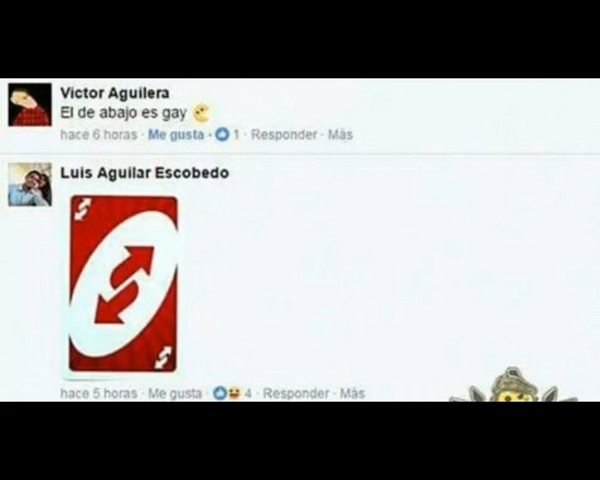 Victor Aguilera
El de abajo es gay
hace 6 horas · Me gusta · 1 · Responder · Más
Luis Aguilar Escobedo
hace 5 horas · Me gusta · 4 · Responder · Más